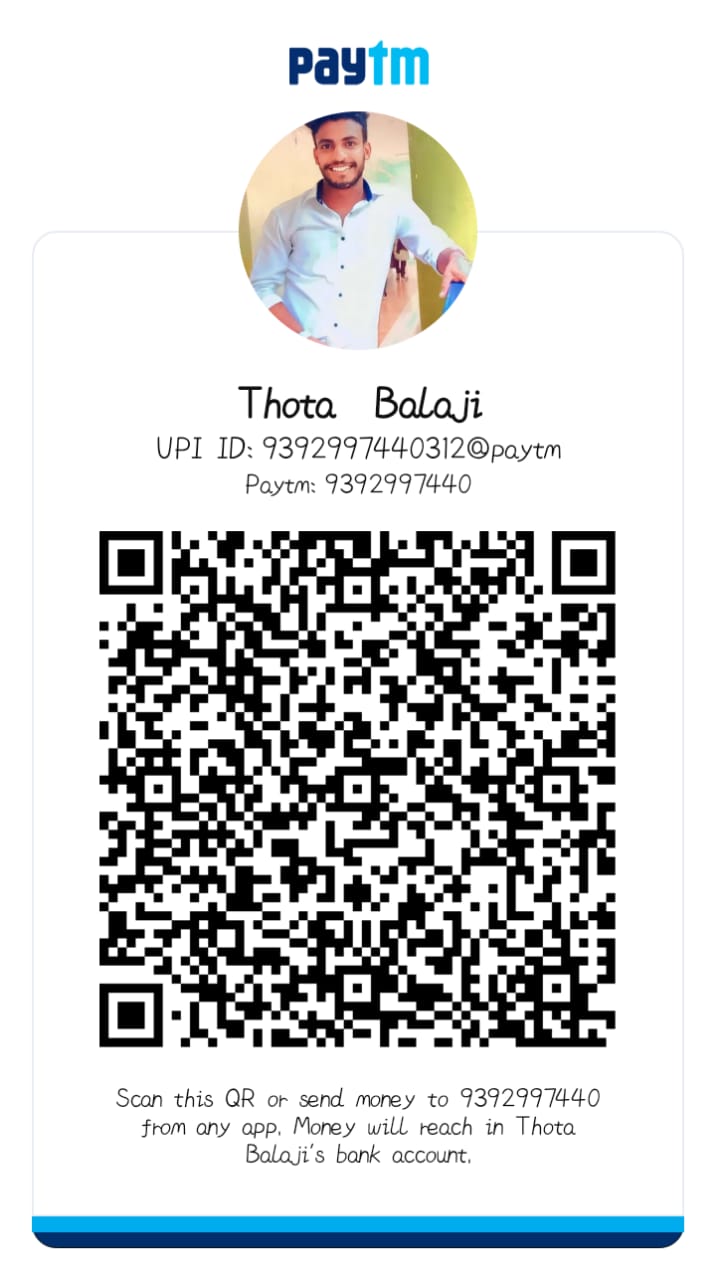 paytm
Thota Balaji
UPI ID: 9392997440312@paytm
Paytm: 9392997440
Scan this QR or send money to 9392997440
from any app. Money will reach in Thota
Balaji's bank account.